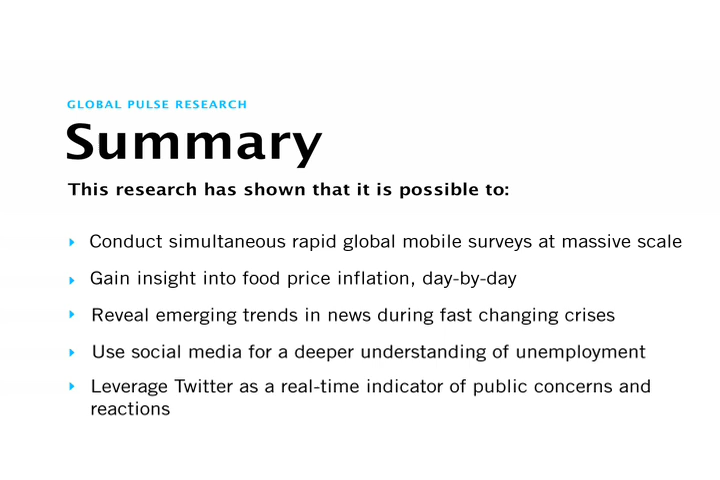 GLOBAL PULSE RESEARCH
Summary
This research has shown that it is possible to:
Conduct simultaneous rapid global mobile surveys at massive scale
Gain insight into food price inflation, day-by-day
Reveal emerging trends in news during fast changing crises
Use social media for a deeper understanding of unemployment
Leverage Twitter as a real-time indicator of public concerns and
reactions